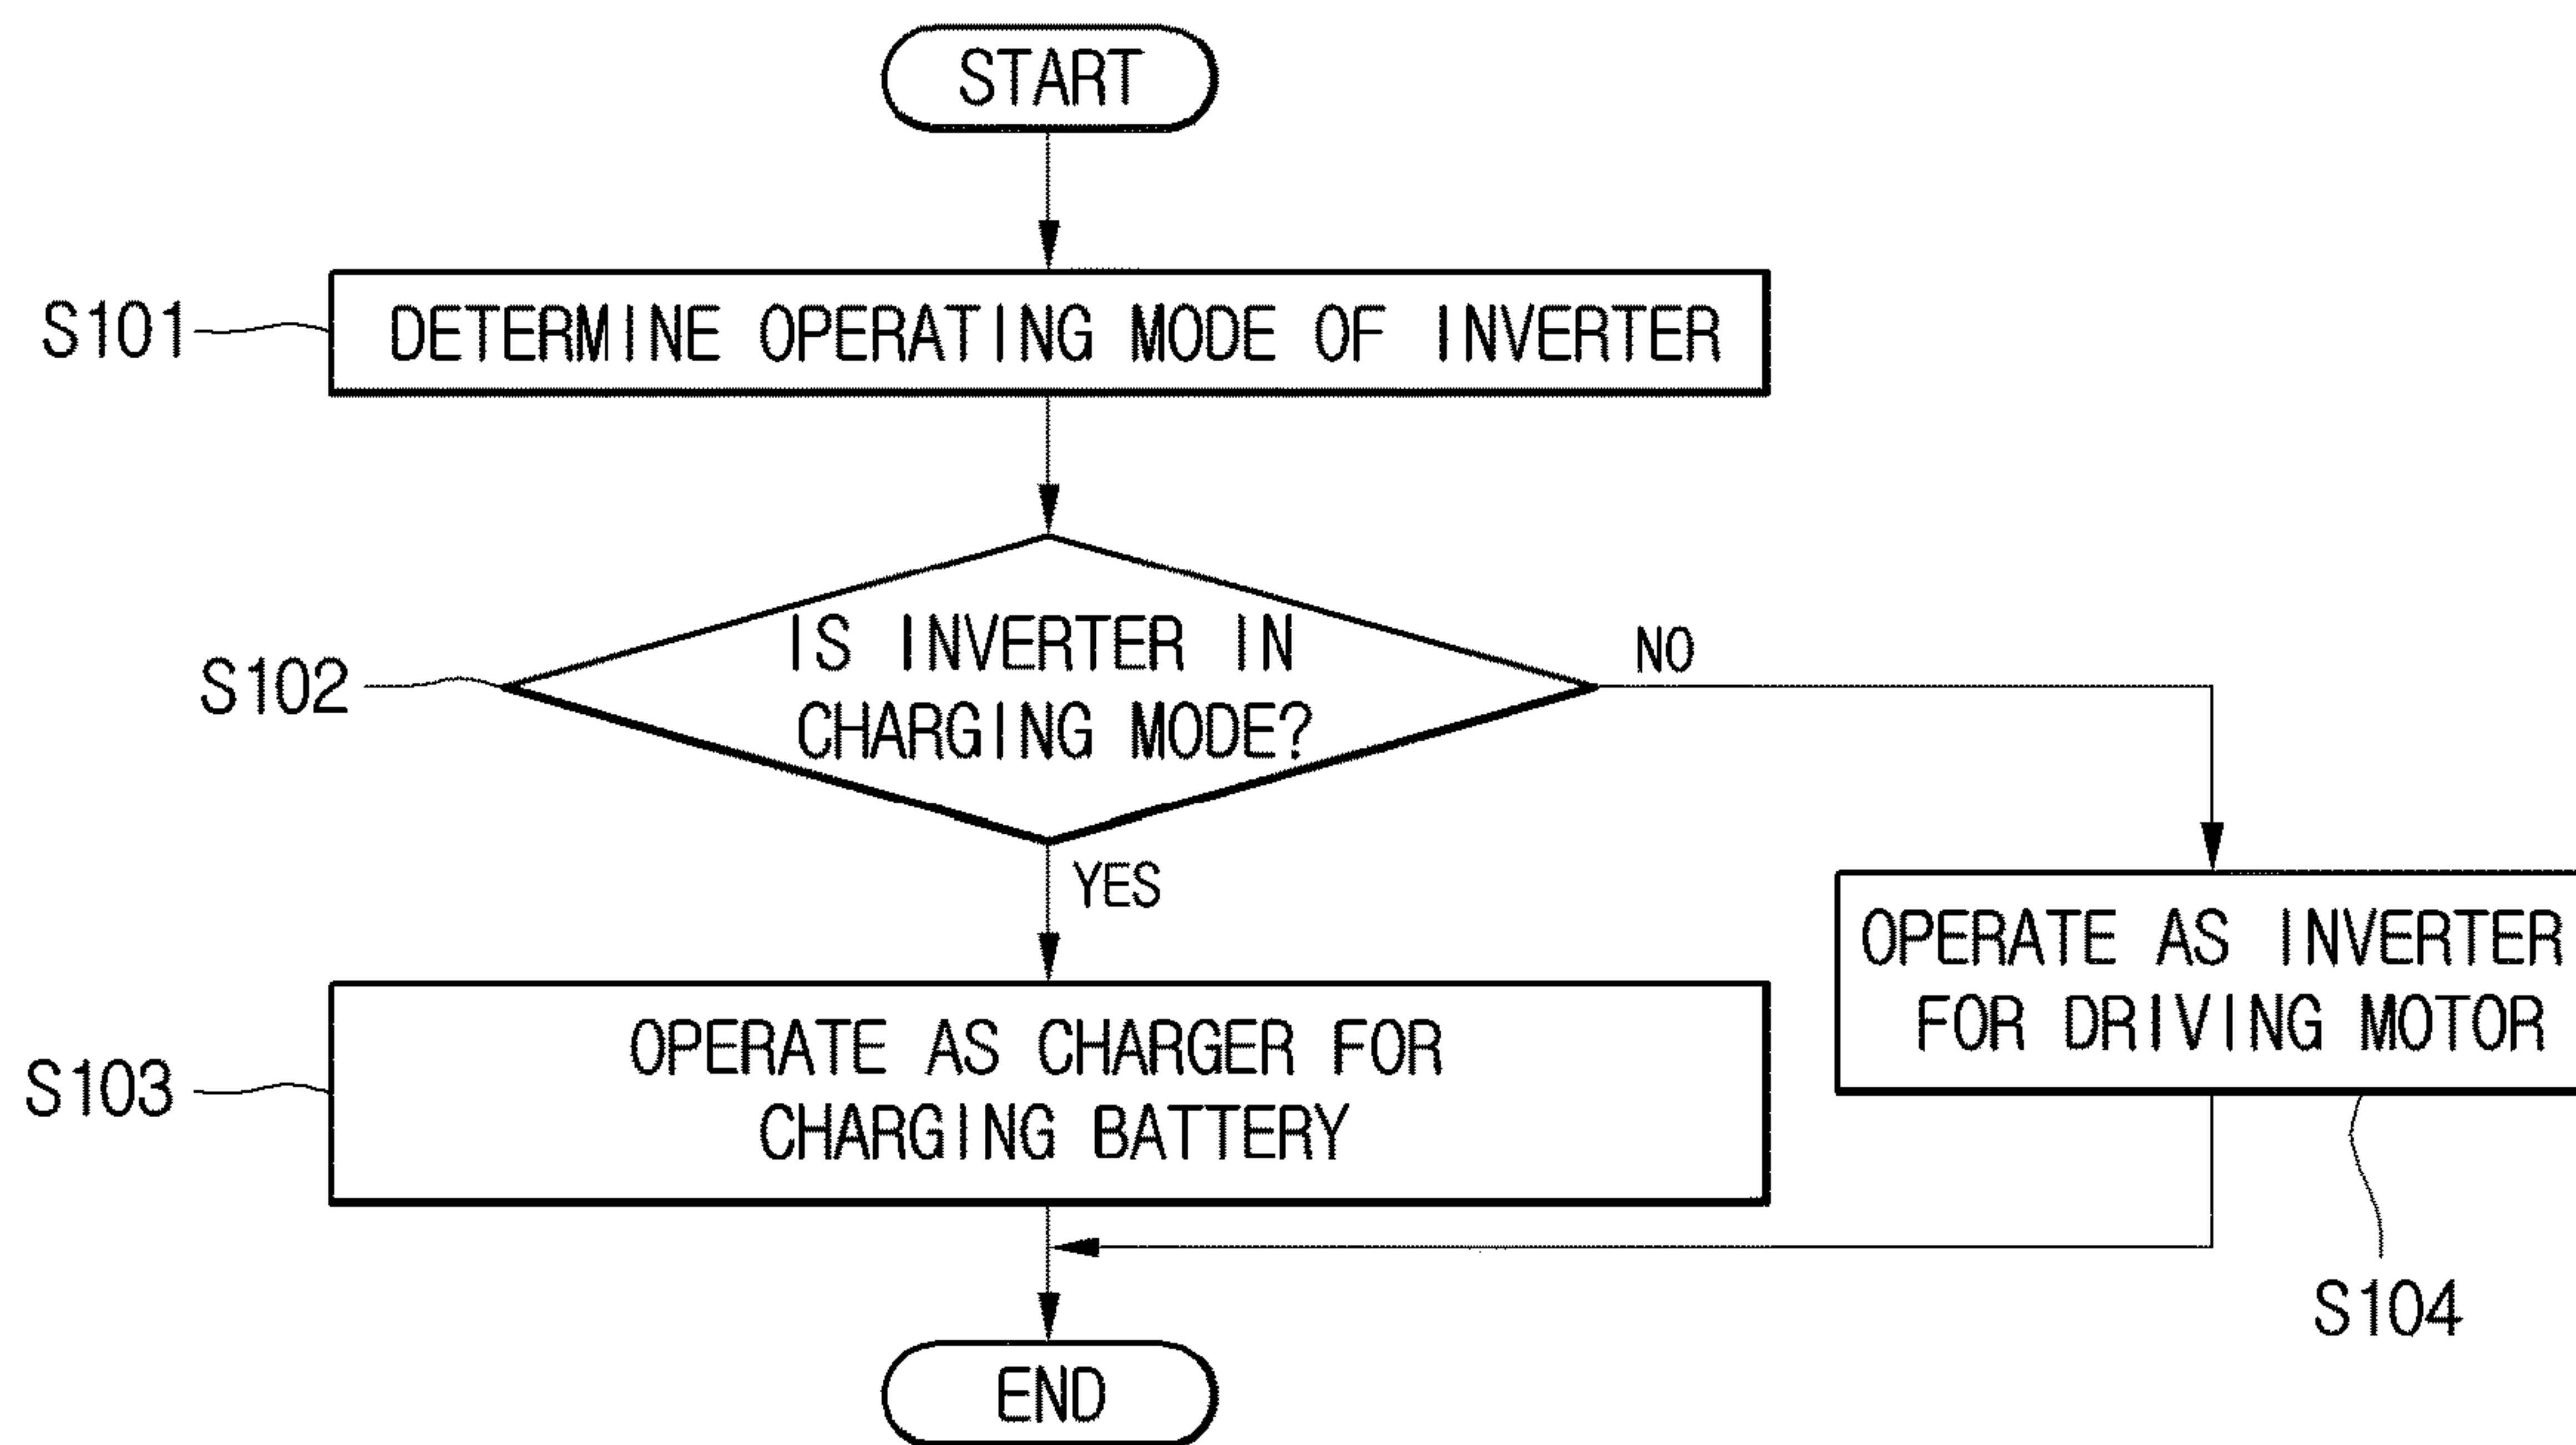 START
S101
DETERMINE OPERATING MODE OF INVERTER
S102
IS INVERTER IN
CHARGING MODE?
NO
YES
OPERATE AS INVERTER
FOR DRIVING MOTOR
S103
OPERATE AS CHARGER FOR
CHARGING BATTERY
S104
END